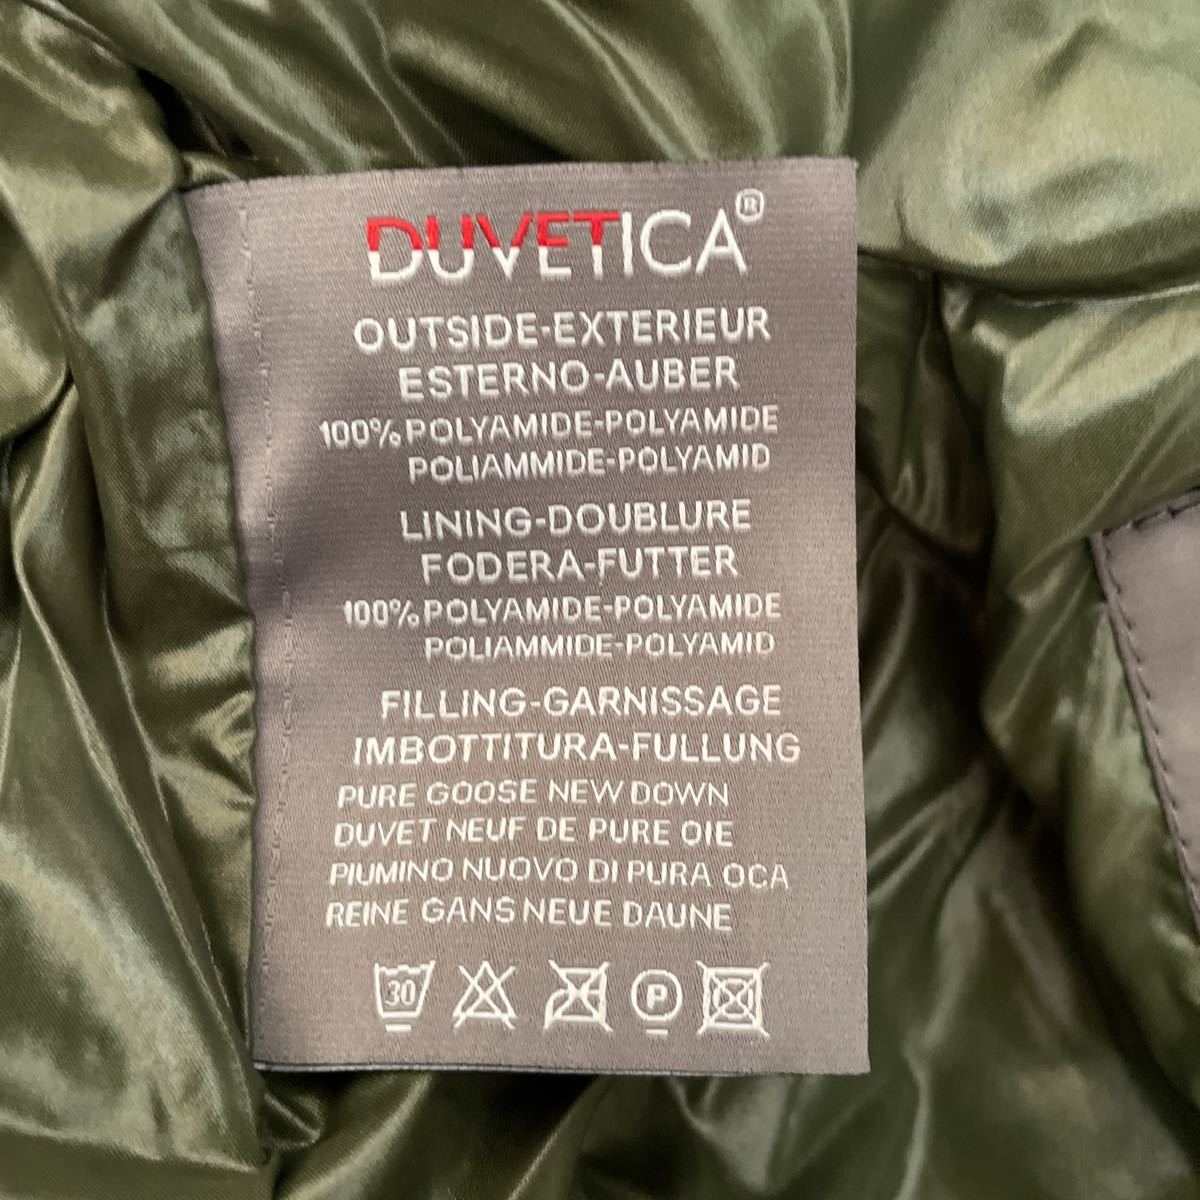 DUVETICA®
OUTSIDE-EXTERIEUR
ESTERNO-AUBER
100% POLYAMIDE-POLYAMIDE
POLIAMMIDE-POLYAMID
LINING-DOUBLURE
FODERA-FUTTER
100% POLYAMIDE-POLYAMIDE
POLIAMMIDE-POLYAMID
FILLING-GARNISSAGE
IMBOTTITURA-FULLUNG
PURE GOOSE NEW DOWN
DUVET NEUF DE PURE OIE
PIUMINO NUOVO DI PURA OCA
REINE GANS NEUE DAUNE
30 P